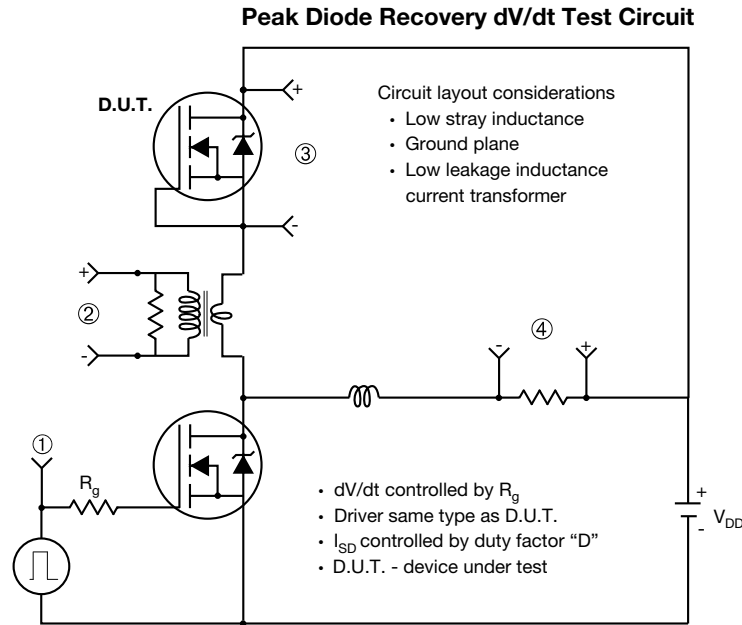 Peak Diode Recovery dV/dt Test Circuit
D.U.T.
+
③
-
Circuit layout considerations
• Low stray inductance
• Ground plane
• Low leakage inductance
current transformer
+
②
-
-
④
+
①
Rg
• dV/dt controlled by Rg
• Driver same type as D.U.T.
• ISD controlled by duty factor “D”
• D.U.T. - device under test
+
VDD
-